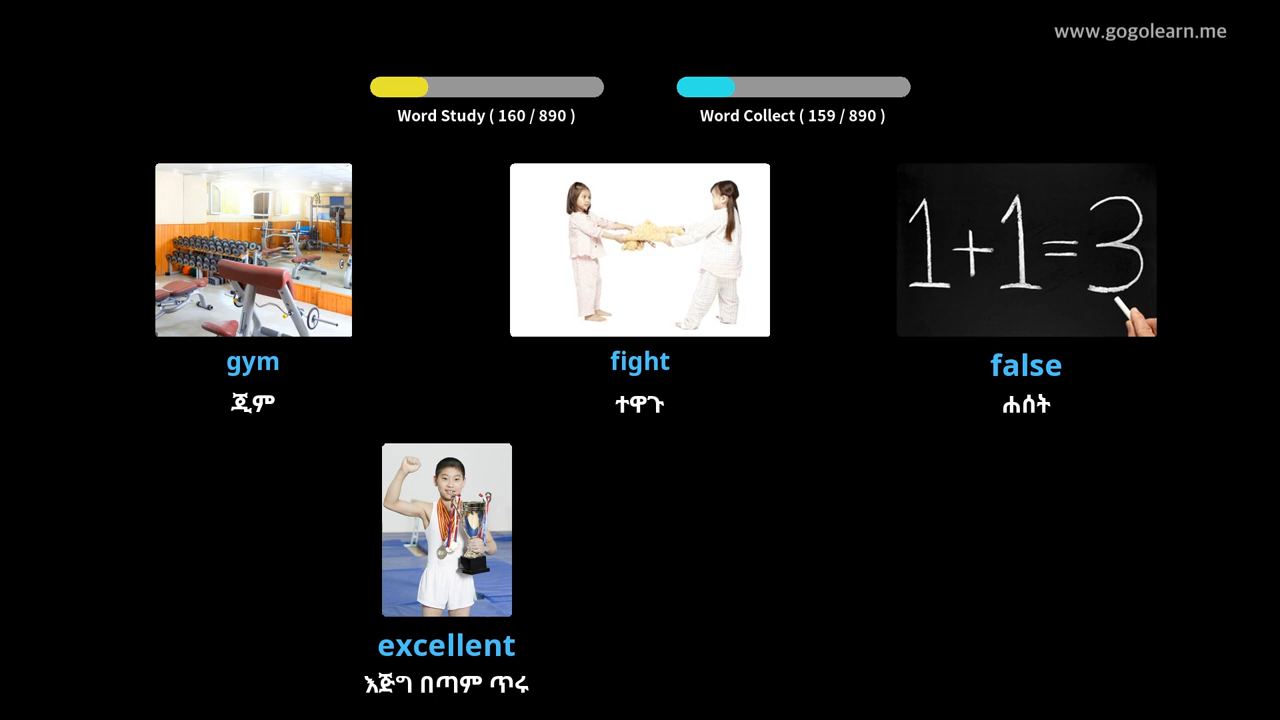 www.gogolearn.me
Word Study ( 160 / 890 )
Word Collect ( 159 / 890 )
1+1=3
gym
fight
false
ጂም
ተዋጉ
ሐሰት
excellent
እጅግ በጣም ጥሩ